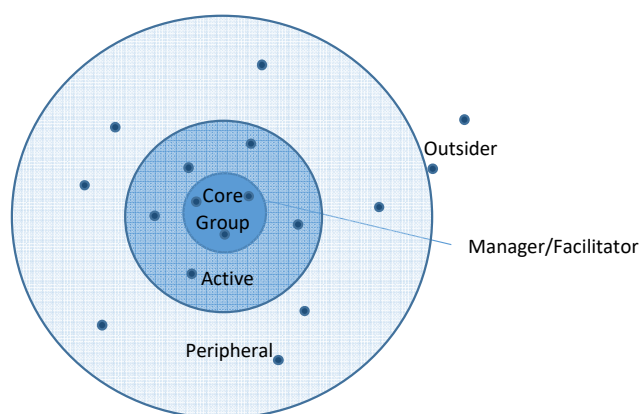 Outsider
Core
Group
Manager/Facilitator
Active
Peripheral